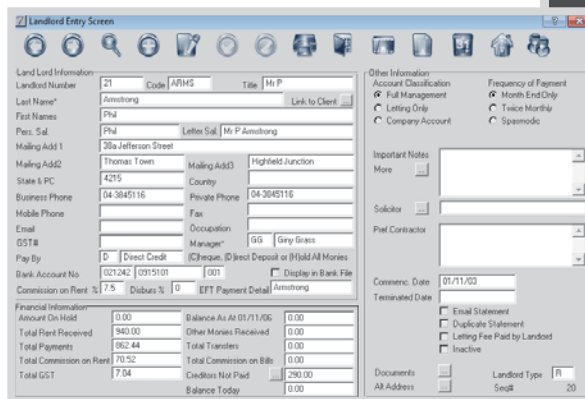 Landlord Entry Screen
Land Lord Information
Landlord Number 21 Code ARMS Title Mr P
Last Name* Armstrong Link to Client ...
First Names Phil
Pers. Sal. Phil Letter Sal. Mr P Armstrong
Mailing Add 1 38a Jefferson Street
Mailing Add2 Thomas Town Mailing Add3 Highfield Junction
State & PC 4215 Country
Business Phone 04-3845116 Private Phone 04-3845116
Mobile Phone Fax
Email Occupation
GST# Manager* GG Giny Grass
Pay By D Direct Credit (C)heque, (D)irect Deposit or (H)old All Monies
Bank Account No 021242 0915101 001 Display in Bank File
Commission on Rent % 7.5 Disburs % 0 EFT Payment Detail Armstrong
Financial Information
Amount On Hold 0.00 Balance As At 01/11/06 0.00
Total Rent Received 940.00 Other Monies Received 0.00
Total Payments 862.44 Total Transfers 0.00
Total Commission on Rent 70.52 Total Commission on Bills 0.00
Total GST 7.04 Creditors Not Paid ... 290.00
Balance Today 0.00
Other Information
Account Classification Frequency of Payment
Full Management Month End Only
Letting Only Twice Monthly
Company Account Spasmodic
Important Notes
More ...
Solicitor ...
Pref.Contractor
Commenc. Date 01/11/03
Terminated Date
Email Statement
Duplicate Statement
Letting Fee Paid by Landlord
Inactive
Documents Landlord Type R
Alt Address Seq# 20